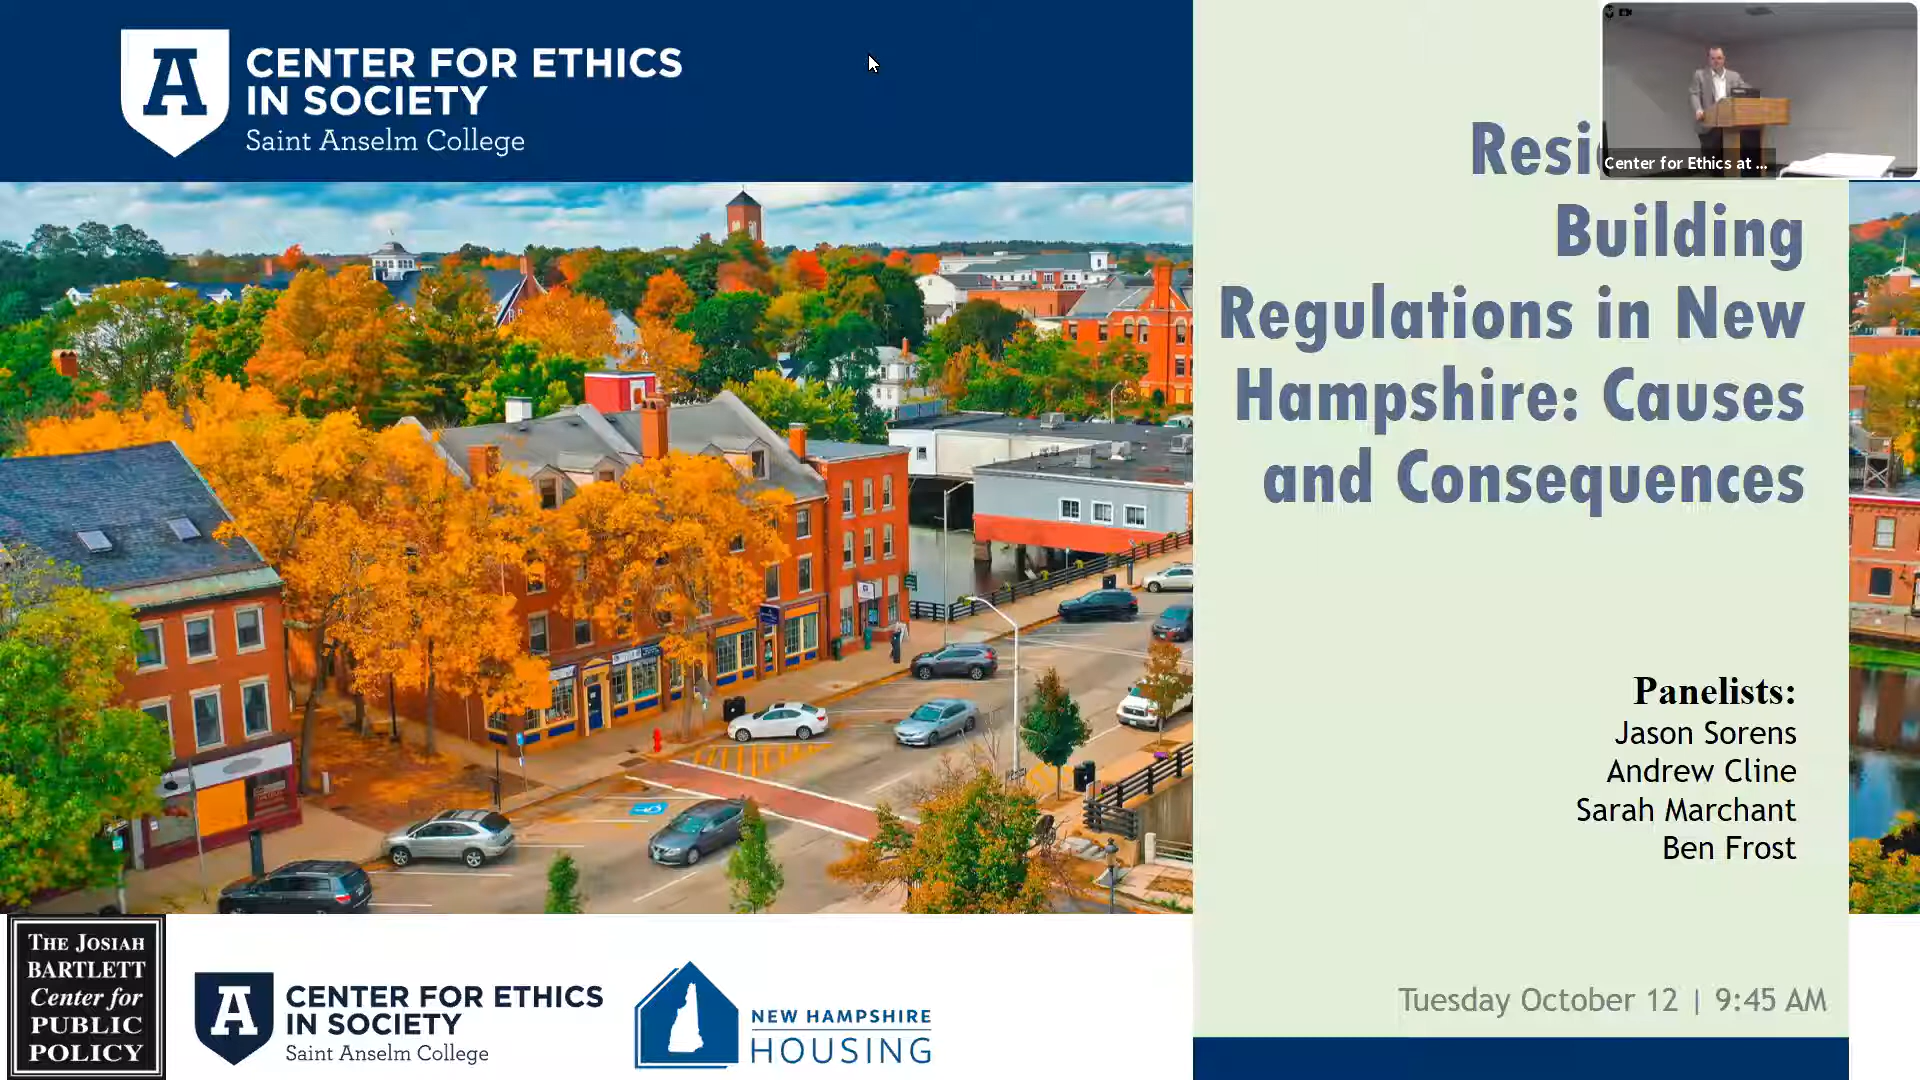 CENTER FOR ETHICS
IN SOCIETY
Saint Anselm College
Center for Ethics at ...
Building
Regulations in New
Hampshire: Causes
and Consequences
Panelists:
Jason Sorens
Andrew Cline
Sarah Marchant
Ben Frost
Tuesday October 12 | 9:45 AM
THE JOSIAH
BARTLETT
Center for
PUBLIC
POLICY
A
CENTER FOR ETHICS
IN SOCIETY
Saint Anselm College
NEW HAMPSHIRE
HOUSING